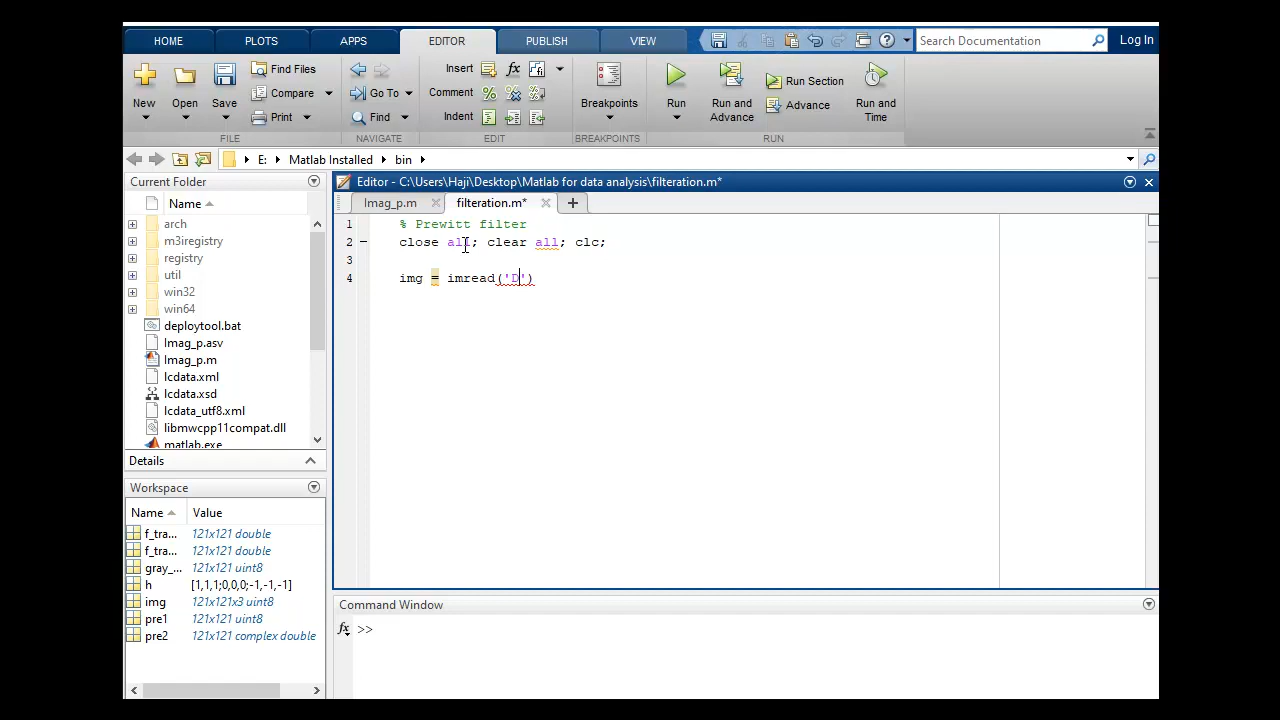 HOME PLOTS APPS EDITOR PUBLISH VIEW Search Documentation Log In
New Open Save Find Files Compare Print
Go To Find
Insert fx
Comment
Indent
Breakpoints Run Run and Advance Run Section Advance Run and Time
FILE NAVIGATE EDIT BREAKPOINTS RUN
E: Matlab Installed bin
Current Folder
Name
arch
m3iregistry
registry
util
win32
win64
deploytool.bat
Imag_p.asv
Imag_p.m
lcdata.xml
lcdata.xsd
lcdata_utf8.xml
libmwcpp11compat.dll
matlab.exe
Details
Workspace
Name Value
f_tra... 121x121 double
f_tra... 121x121 double
gray_... 121x121 uint8
h [1,1,1;0,0,0;-1,-1,-1]
img 121x121x3 uint8
pre1 121x121 uint8
pre2 121x121 complex double
Editor - C:\Users\Haji\Desktop\Matlab for data analysis\filteration.m*
Imag_p.m filteration.m*
1 % Prewitt filter
2 close all; clear all; clc;
3
4 img = imread('D')
Command Window
fx >>